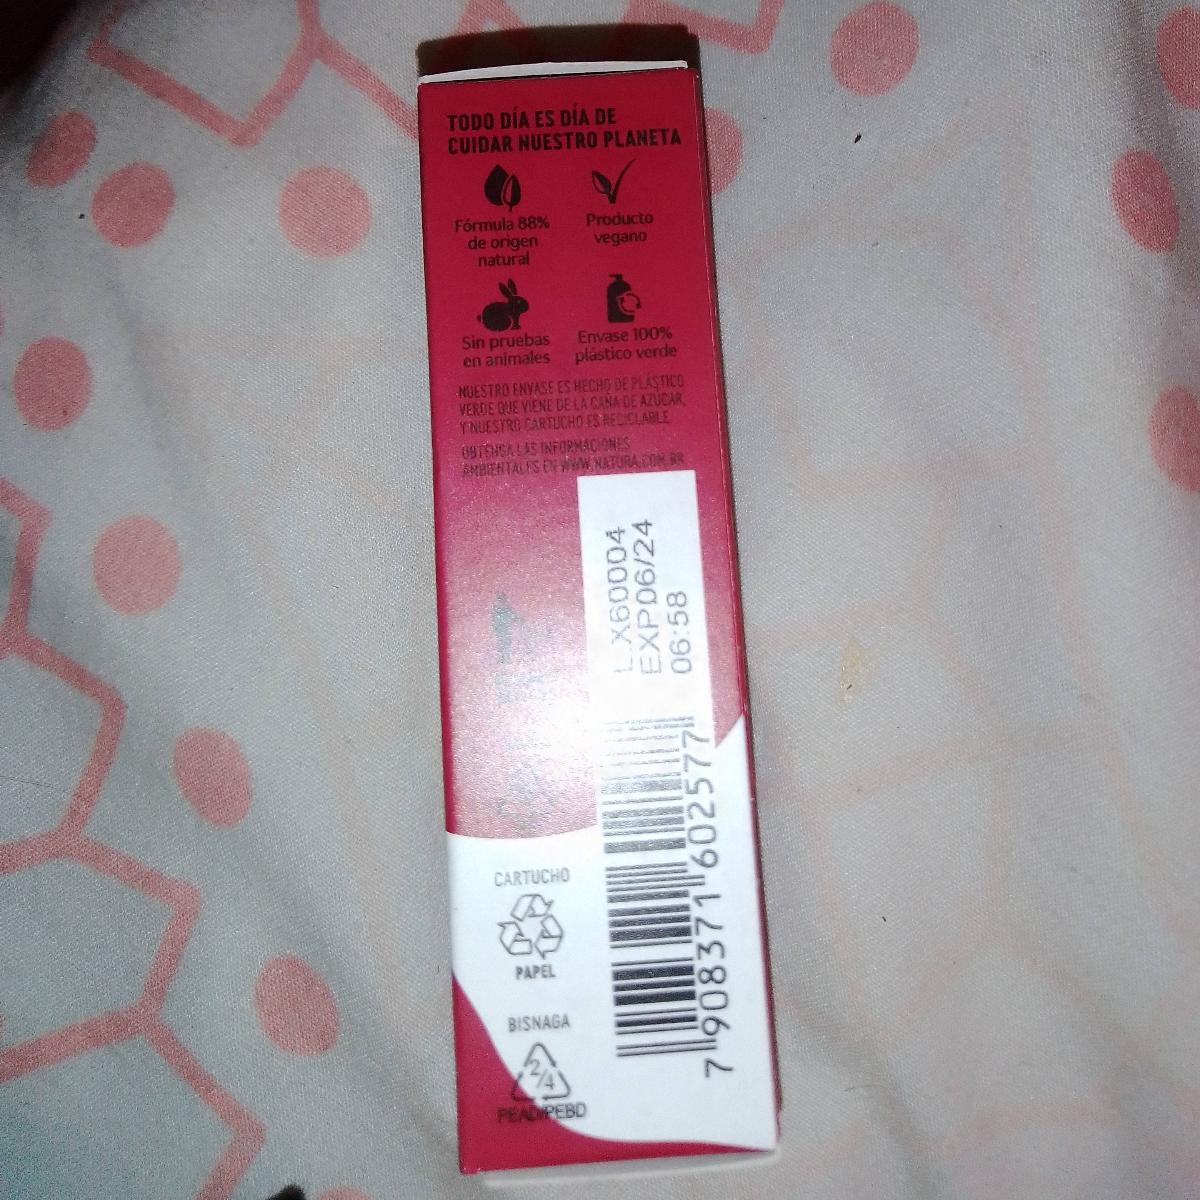 TODO DÍA ES DÍA DE
CUIDAR NUESTRO PLANETA
Fórmula 88%
de origen
natural
Producto
vegano
Sin pruebas
en animales
Envase 100%
plástico verde
NUESTRO ENVASE ES HECHO DE PLÁSTICO
VERDE QUE VIENE DE LA CAÑA DE AZÚCAR,
Y NUESTRO CARTUCHO ES RECICLABLE.
OBTENGA LAS INFORMACIONES
AMBIENTALES EN WWW.NATURA.COM.BR
LX60004
EXP06/24
06:58
7908371602577
CARTUCHO
PAPEL
BISNAGA
2/4
PEAD/PEBD